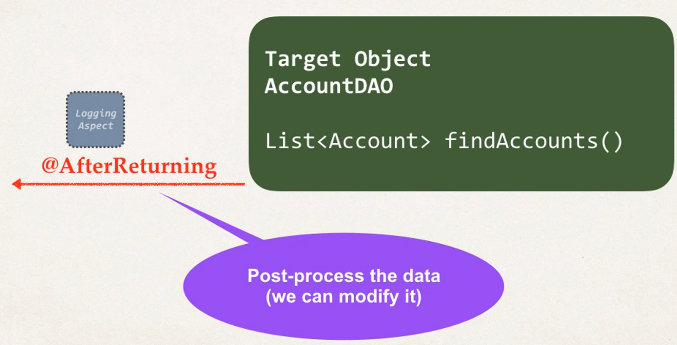 Target Object
AccountDAO
List<Account> findAccounts()
Logging
Aspect
@AfterReturning
Post-process the data
(we can modify it)